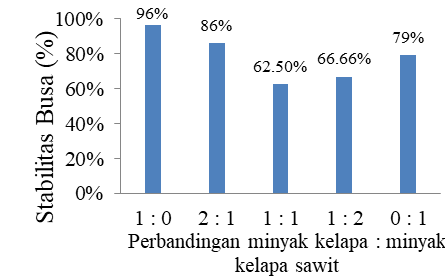 96%
86%
62.50%
66.66%
79%
Stabilitas Busa (%)
100%
80%
60%
40%
20%
0%
1 : 0 2 : 1 1 : 1 1 : 2 0 : 1
Perbandingan minyak kelapa : minyak
kelapa sawit